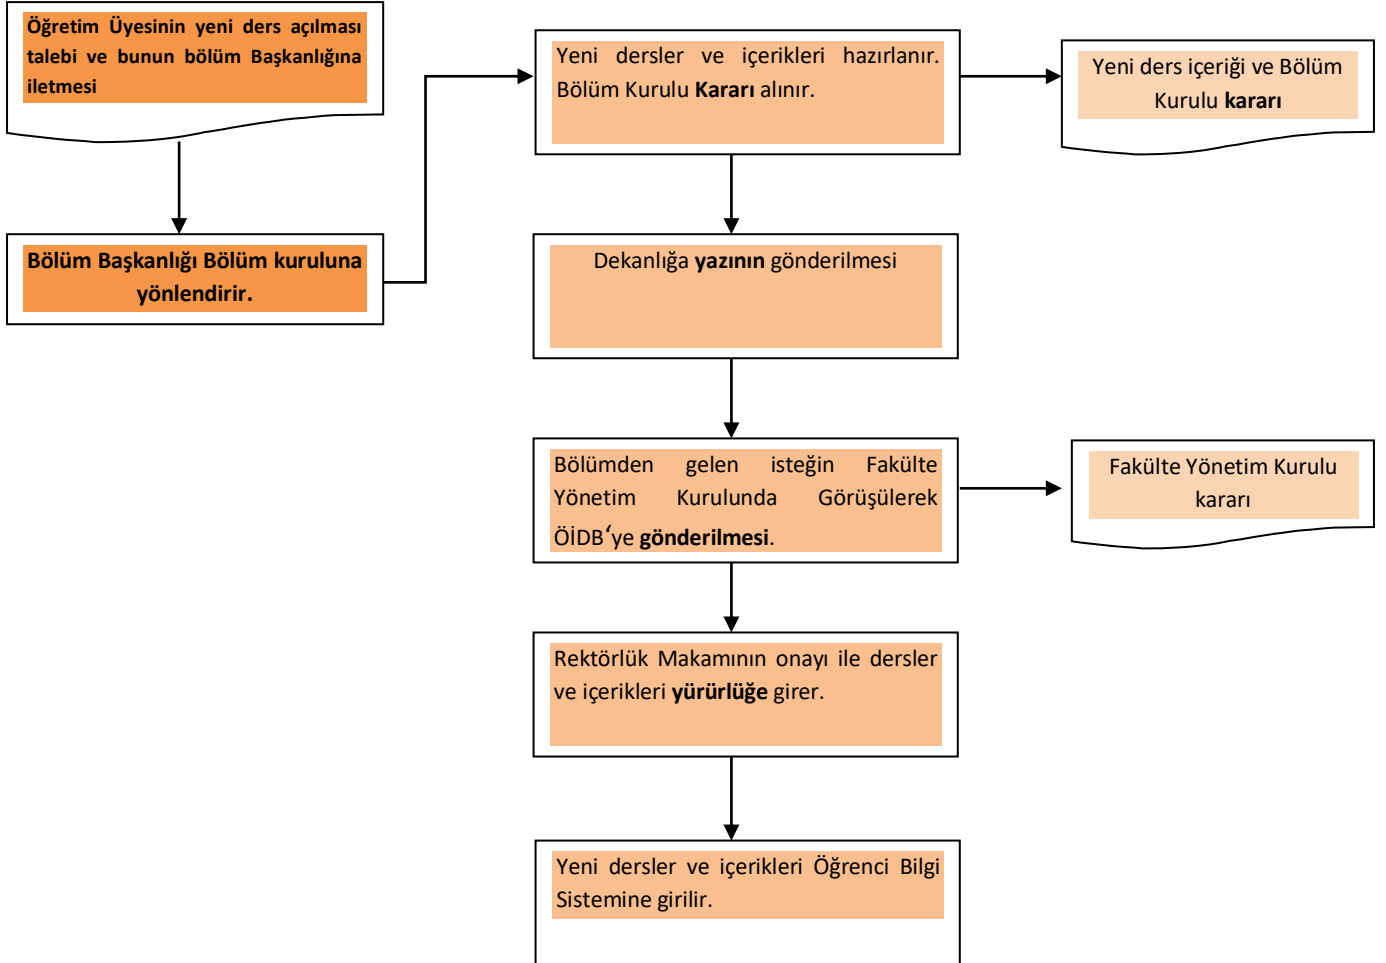 Öğretim Üyesinin yeni ders açılması
talebi ve bunun bölüm Başkanlığına
iletmesi
Bölüm Başkanlığı Bölüm kuruluna
yönlendirir.
Yeni dersler ve içerikleri hazırlanır.
Bölüm Kurulu Kararı alınır.
Yeni ders içeriği ve Bölüm
Kurulu kararı
Dekanlığa yazının gönderilmesi
Bölümden gelen isteğin Fakülte
Yönetim Kurulunda Görüşülerek
ÖİDB‘ye gönderilmesi.
Fakülte Yönetim Kurulu
kararı
Rektörlük Makamının onayı ile dersler
ve içerikleri yürürlüğe girer.
Yeni dersler ve içerikleri Öğrenci Bilgi
Sistemine girilir.